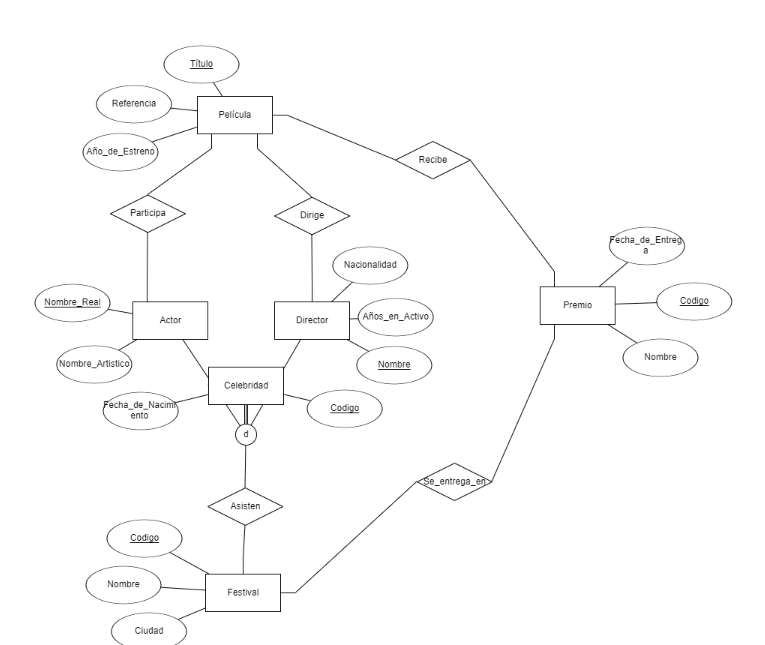 Título
Referencia
Película
Año_de_Estreno
Recibe
Participa
Dirige
Fecha_de_Entreg
a
Nacionalidad
Nombre_Real
Premio
Codigo
Actor
Director
Años_en_Activo
Nombre_Artistico
Nombre
Nombre
Celebridad
Fecha_de_Nacimi
ento
Codigo
d
Se_entrega_en
Asisten
Codigo
Nombre
Festival
Ciudad